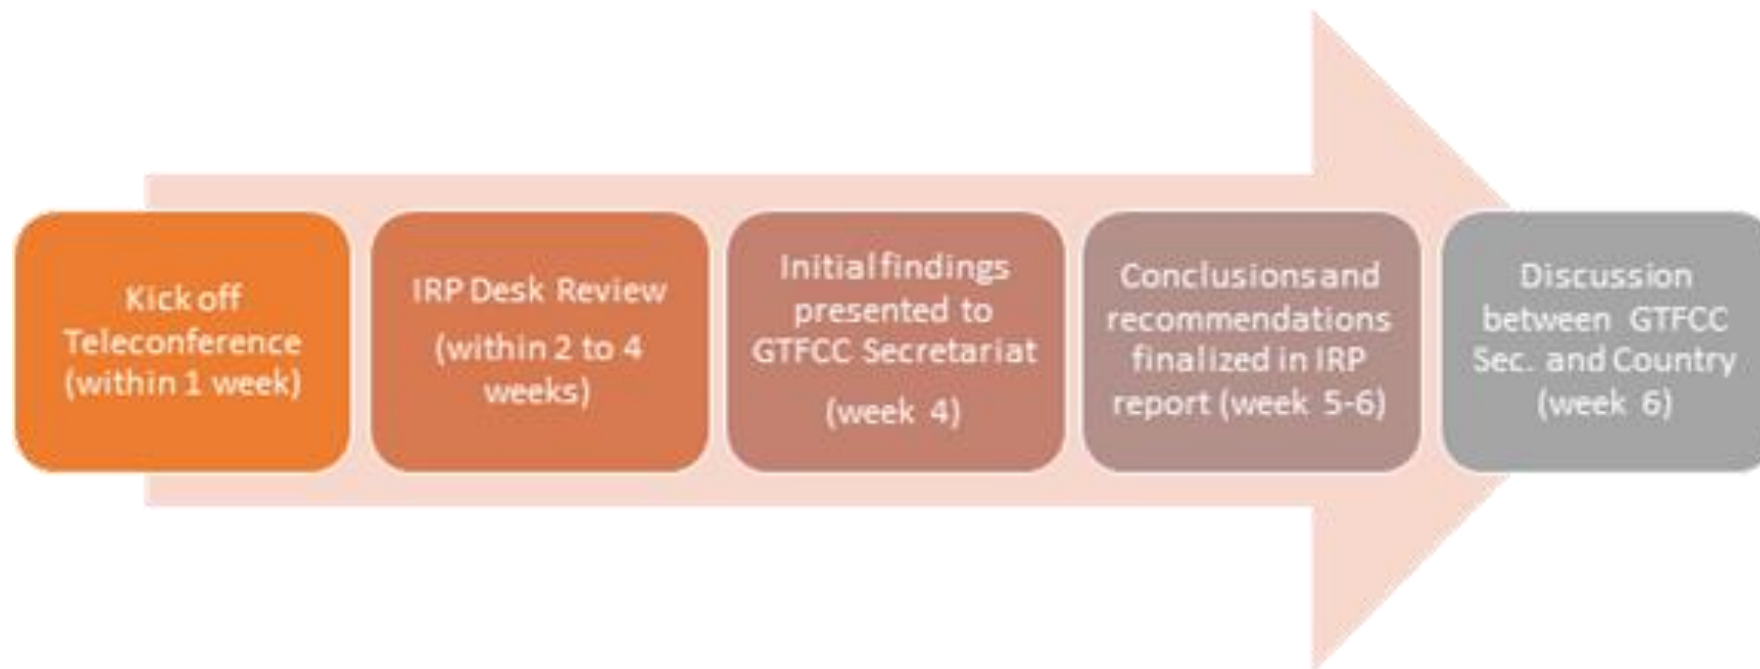 Kick off
Teleconference
(within 1 week)
IRP Desk Review
(within 2 to 4
weeks)
Initial findings
presented to
GTFCC Secretariat
(week 4)
Conclusions and
recommendations
finalized in IRP
report (week 5-6)
Discussion
between GTFCC
Sec. and Country
(week 6)